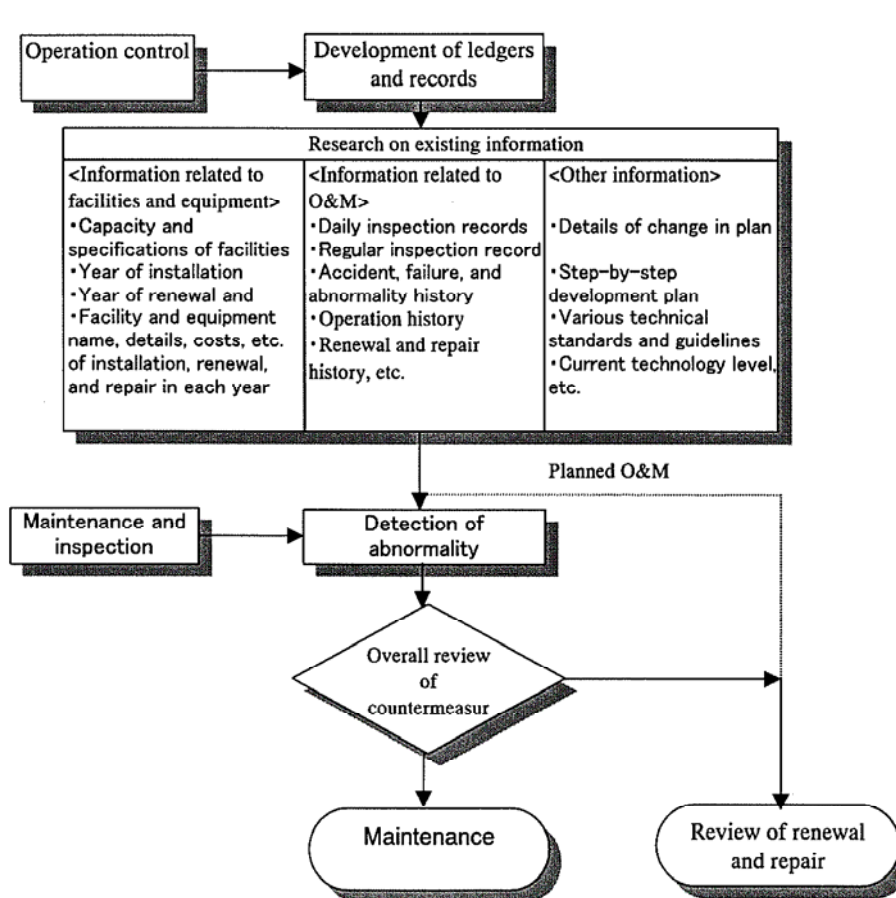 Operation control
Development of ledgers
and records
Research on existing information
<Information related to
facilities and equipment>
・Capacity and
specifications of facilities
・Year of installation
・Year of renewal and
・Facility and equipment
name, details, costs, etc.
of installation, renewal,
and repair in each year
<Information related to
O&M>
・Daily inspection records
・Regular inspection record
・Accident, failure, and
abnormality history
・Operation history
・Renewal and repair
history, etc.
<Other information>
・Details of change in plan
・Step-by-step
development plan
・Various technical
standards and guidelines
・Current technology level,
etc.
Planned O&M
Maintenance and
inspection
Detection of
abnormality
Overall review
of
countermeasur
Maintenance
Review of renewal
and repair